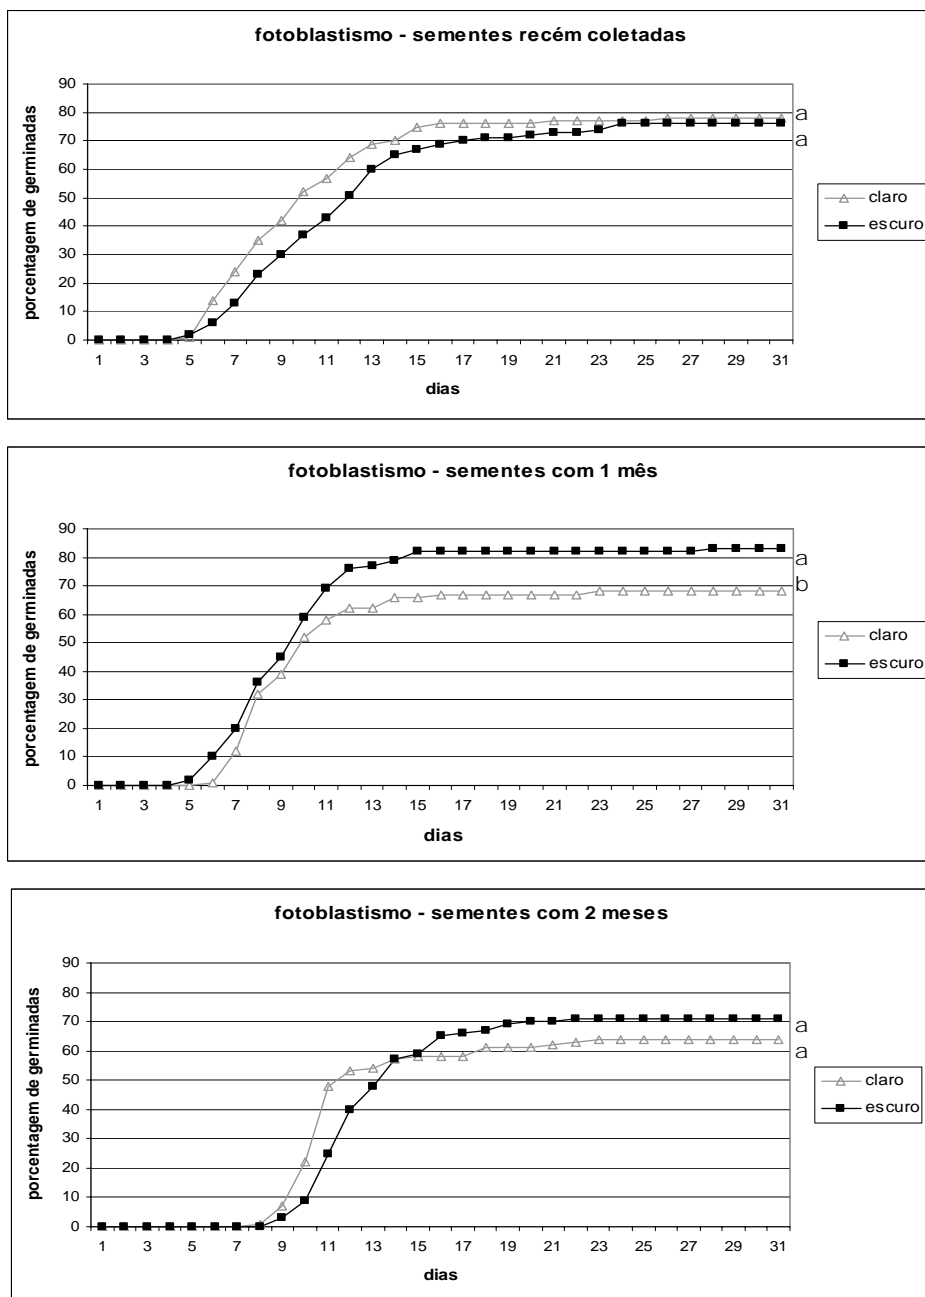 fotoblastismo - sementes recém coletadas
porcentagem de germinadas
90
80
70
60
50
40
30
20
10
0
1 3 5 7 9 11 13 15 17 19 21 23 25 27 29 31
dias
a
a
claro
escuro
fotoblastismo - sementes com 1 mês
porcentagem de germinadas
90
80
70
60
50
40
30
20
10
0
1 3 5 7 9 11 13 15 17 19 21 23 25 27 29 31
dias
a
b
claro
escuro
fotoblastismo - sementes com 2 meses
porcentagem de germinadas
90
80
70
60
50
40
30
20
10
0
1 3 5 7 9 11 13 15 17 19 21 23 25 27 29 31
dias
a
a
claro
escuro